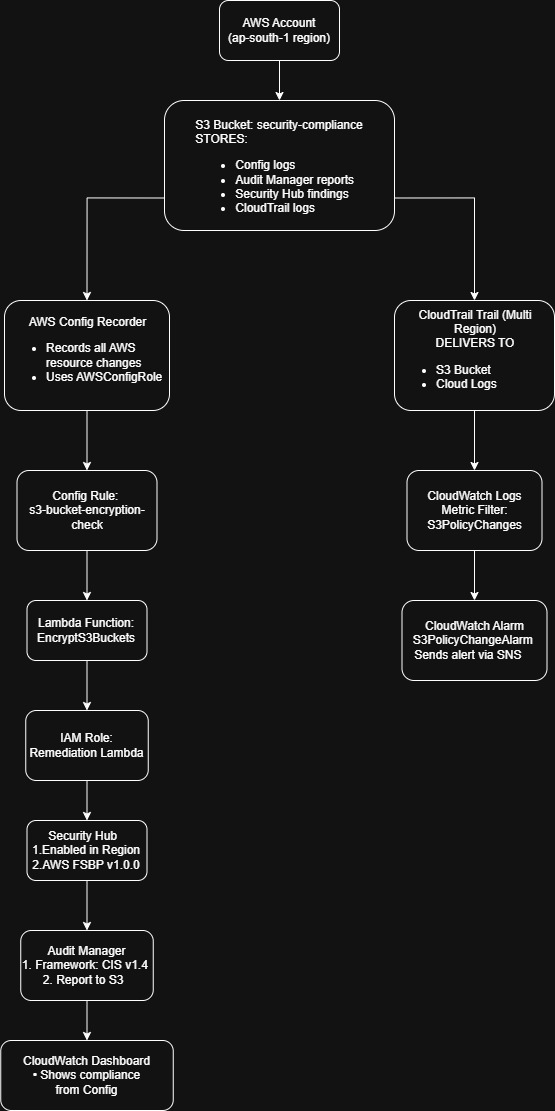 AWS Account
(ap-south-1 region)
S3 Bucket: security-compliance
STORES:
• Config logs
• Audit Manager reports
• Security Hub findings
• CloudTrail logs
AWS Config Recorder
• Records all AWS
resource changes
• Uses AWSConfigRole
CloudTrail Trail (Multi
Region)
DELIVERS TO
• S3 Bucket
• Cloud Logs
Config Rule:
s3-bucket-encryption-
check
CloudWatch Logs
Metric Filter:
S3PolicyChanges
Lambda Function:
EncryptS3Buckets
CloudWatch Alarm
S3PolicyChangeAlarm
Sends alert via SNS
IAM Role:
Remediation Lambda
Security Hub
1.Enabled in Region
2.AWS FSBP v1.0.0
Audit Manager
1. Framework: CIS v1.4
2. Report to S3
CloudWatch Dashboard
• Shows compliance
from Config